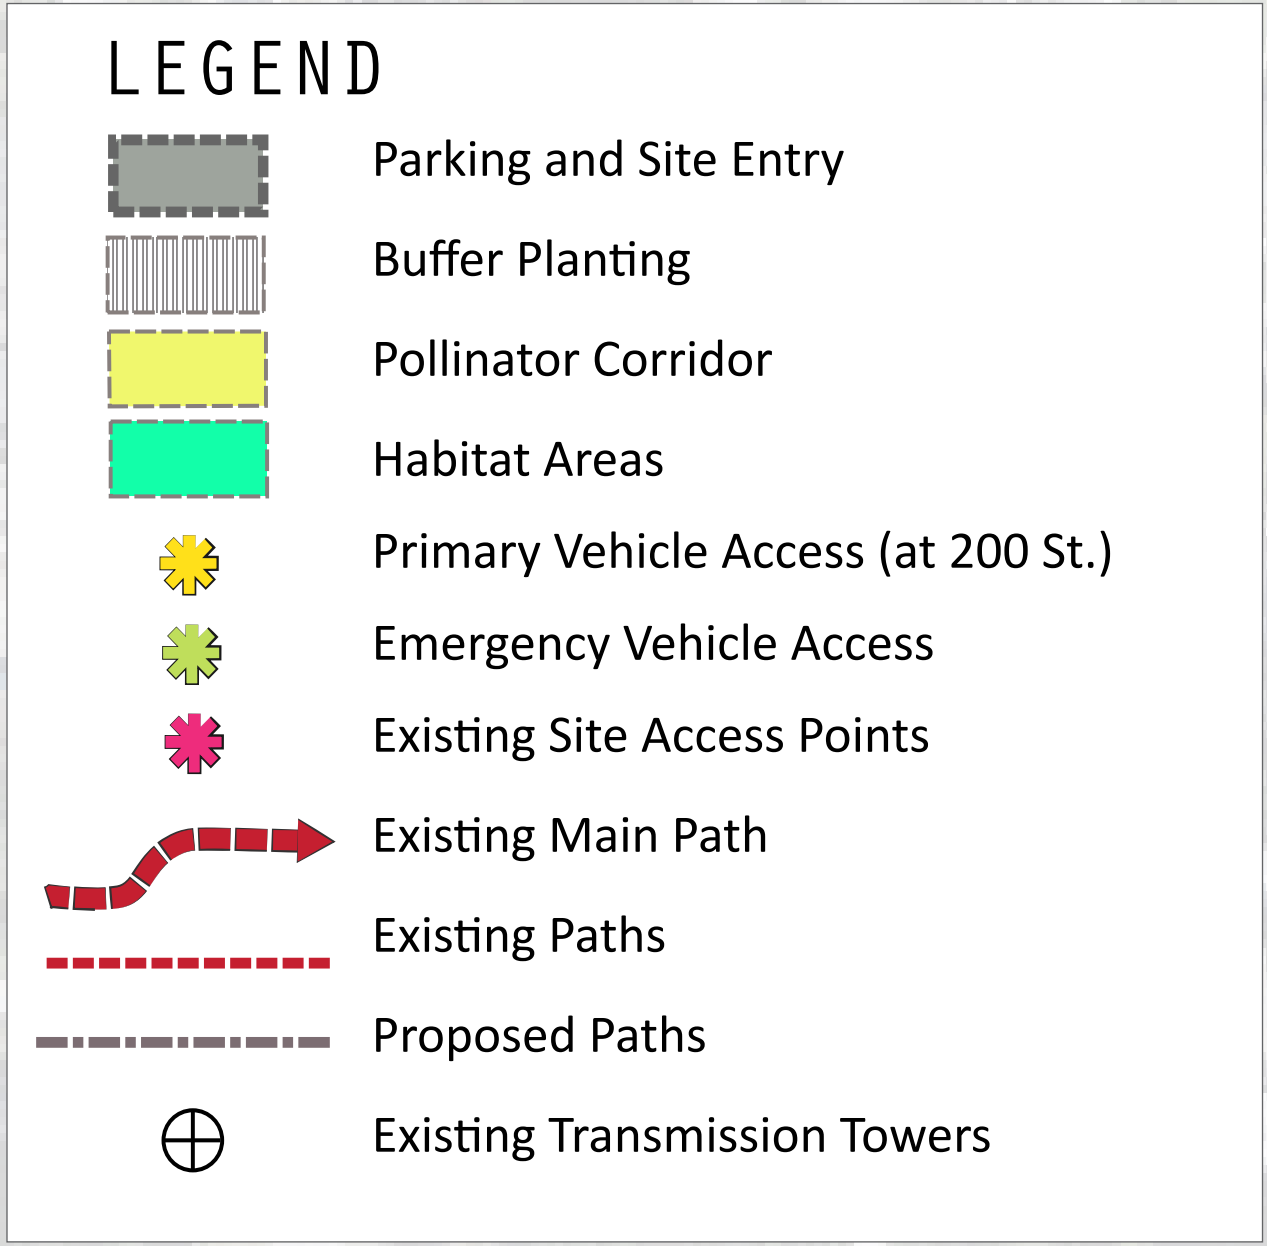 LEGEND
Parking and Site Entry
Buffer Planting
Pollinator Corridor
Habitat Areas
Primary Vehicle Access (at 200 St.)
Emergency Vehicle Access
Existing Site Access Points
Existing Main Path
Existing Paths
Proposed Paths
Existing Transmission Towers